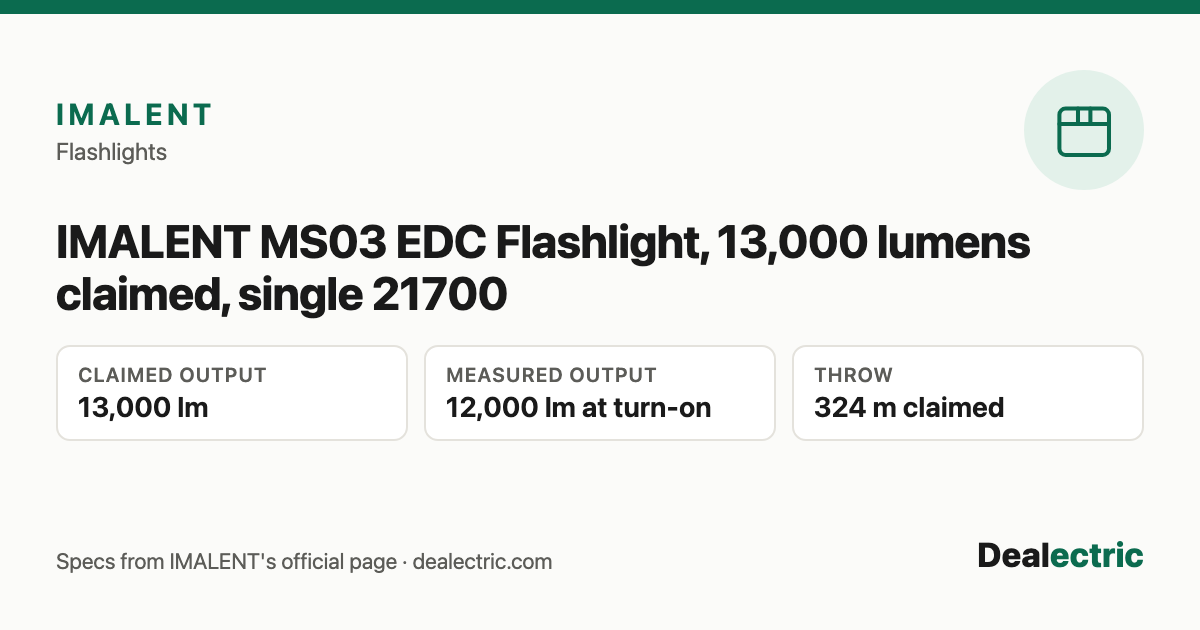 IMALENT
Flashlights
IMALENT MS03 EDC Flashlight, 13,000 lumens
claimed, single 21700
CLAIMED OUTPUT
13,000 lm
MEASURED OUTPUT
12,000 lm at turn-on
THROW
324 m claimed
Specs from IMALENT's official page · dealectric.com
Dealectric